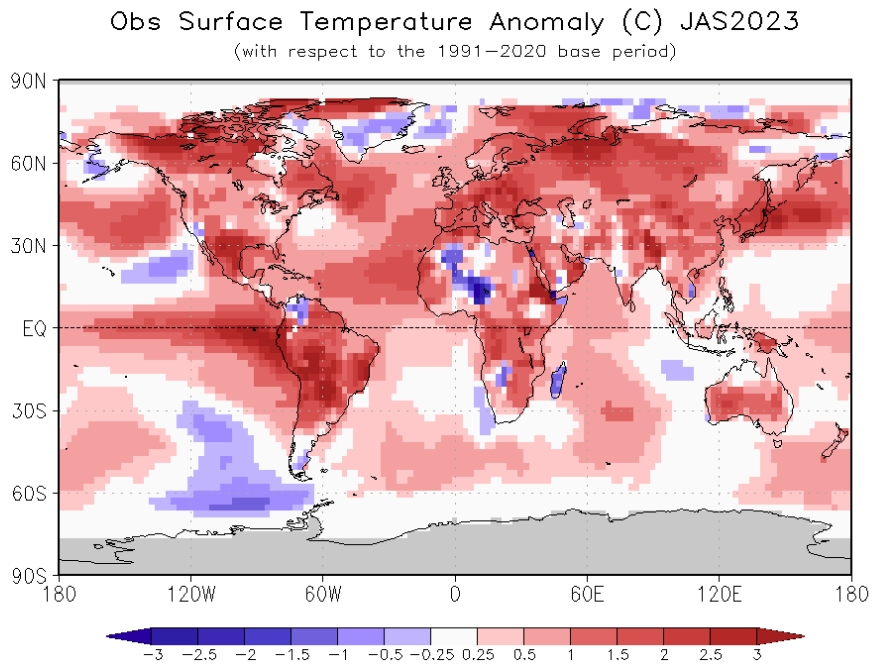 Obs Surface Temperature Anomaly (C) JAS2023
(with respect to the 1991−2020 base period)
90N
60N
30N
EQ
30S
60S
90S
180 120W 60W 0 60E 120E 180
−3 −2.5 −2 −1.5 −1 −0.5 −0.25 0.25 0.5 1 1.5 2 2.5 3